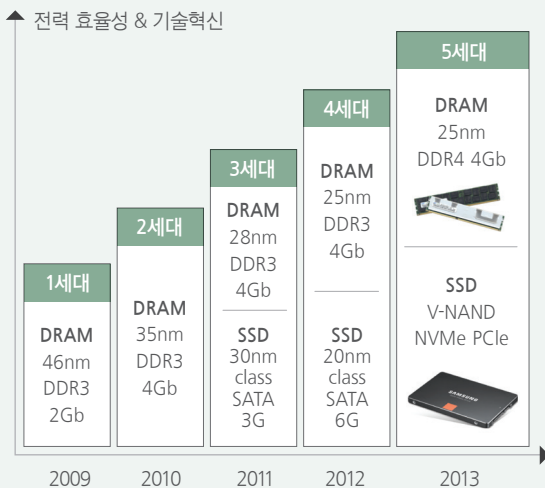 전력 효율성 & 기술혁신
1세대
DRAM
46nm
DDR3
2Gb
2009
2세대
DRAM
35nm
DDR3
4Gb
2010
3세대
DRAM
28nm
DDR3
4Gb
SSD
30nm
class
SATA
3G
2011
4세대
DRAM
25nm
DDR3
4Gb
SSD
20nm
class
SATA
6G
2012
5세대
DRAM
25nm
DDR4 4Gb
SSD
V-NAND
NVMe PCle
SAMSUNG
2013